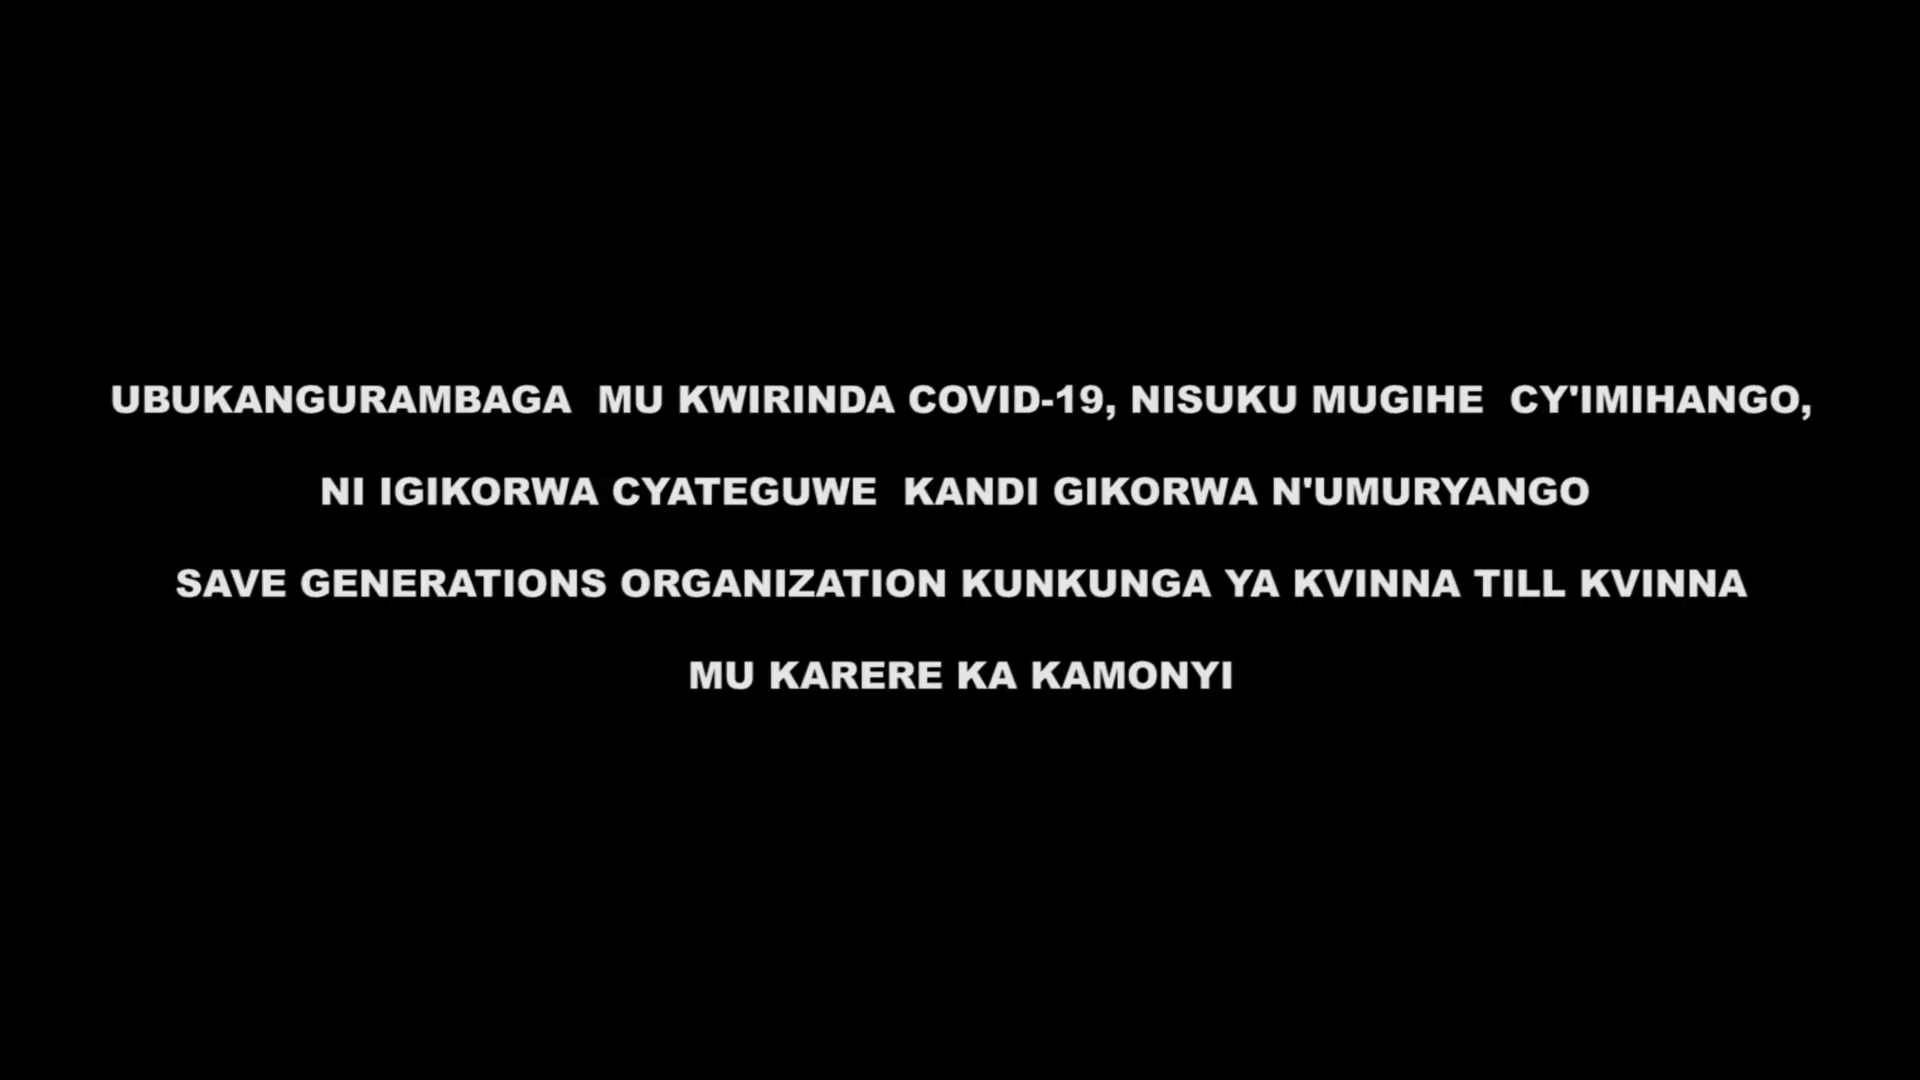 UBUKANGURAMBAGA MU KWIRINDA COVID-19, NISUKU MUGIHE CY'IMIHANGO,
NI IGIKORWA CYATEGUWE KANDI GIKORWA N'UMURYANGO
SAVE GENERATIONS ORGANIZATION KUNKUNGA YA KVINNA TILL KVINNA
MU KARERE KA KAMONYI